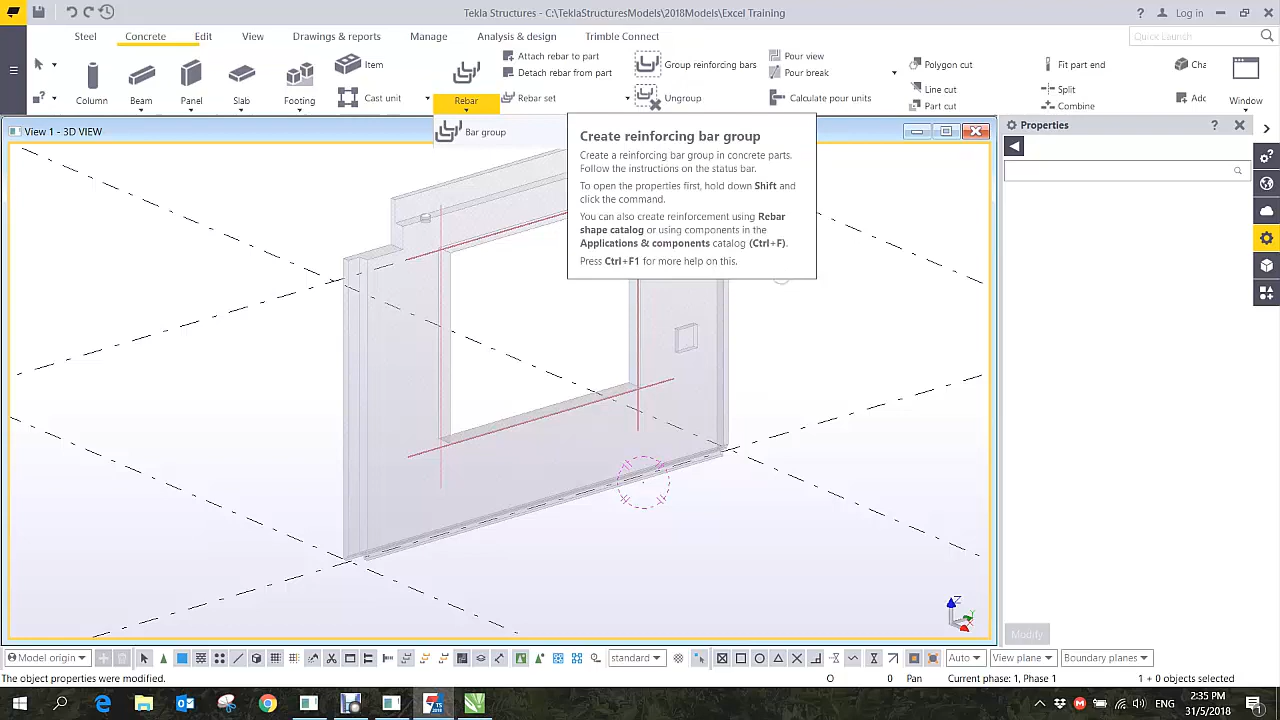 Tekla Structures - C:\TeklaStructuresModels\2018Models\Excel Training
? Log in
Steel Concrete Edit View Drawings & reports Manage Analysis & design Trimble Connect
Quick Launch
Column Beam Panel Slab Footing
Item
Cast unit
Rebar
Attach rebar to part
Detach rebar from part
Rebar set
Group reinforcing bars
Ungroup
Pour view
Pour break
Calculate pour units
Polygon cut
Line cut
Part cut
Fit part end
Split
Combine
Cha
Adc
Window
View 1 - 3D VIEW
Bar group
Create reinforcing bar group
Create a reinforcing bar group in concrete parts.
Follow the instructions on the status bar.
To open the properties first, hold down Shift and
click the command.
You can also create reinforcement using Rebar
shape catalog or using components in the
Applications & components catalog (Ctrl+F).
Press Ctrl+F1 for more help on this.
Properties ?
Modify
Z
Y
Model origin standard Auto View plane Boundary planes
The object properties were modified. O 0 Pan Current phase: 1, Phase 1 1 + 0 objects selected
ENG 2:35 PM
31/5/2018